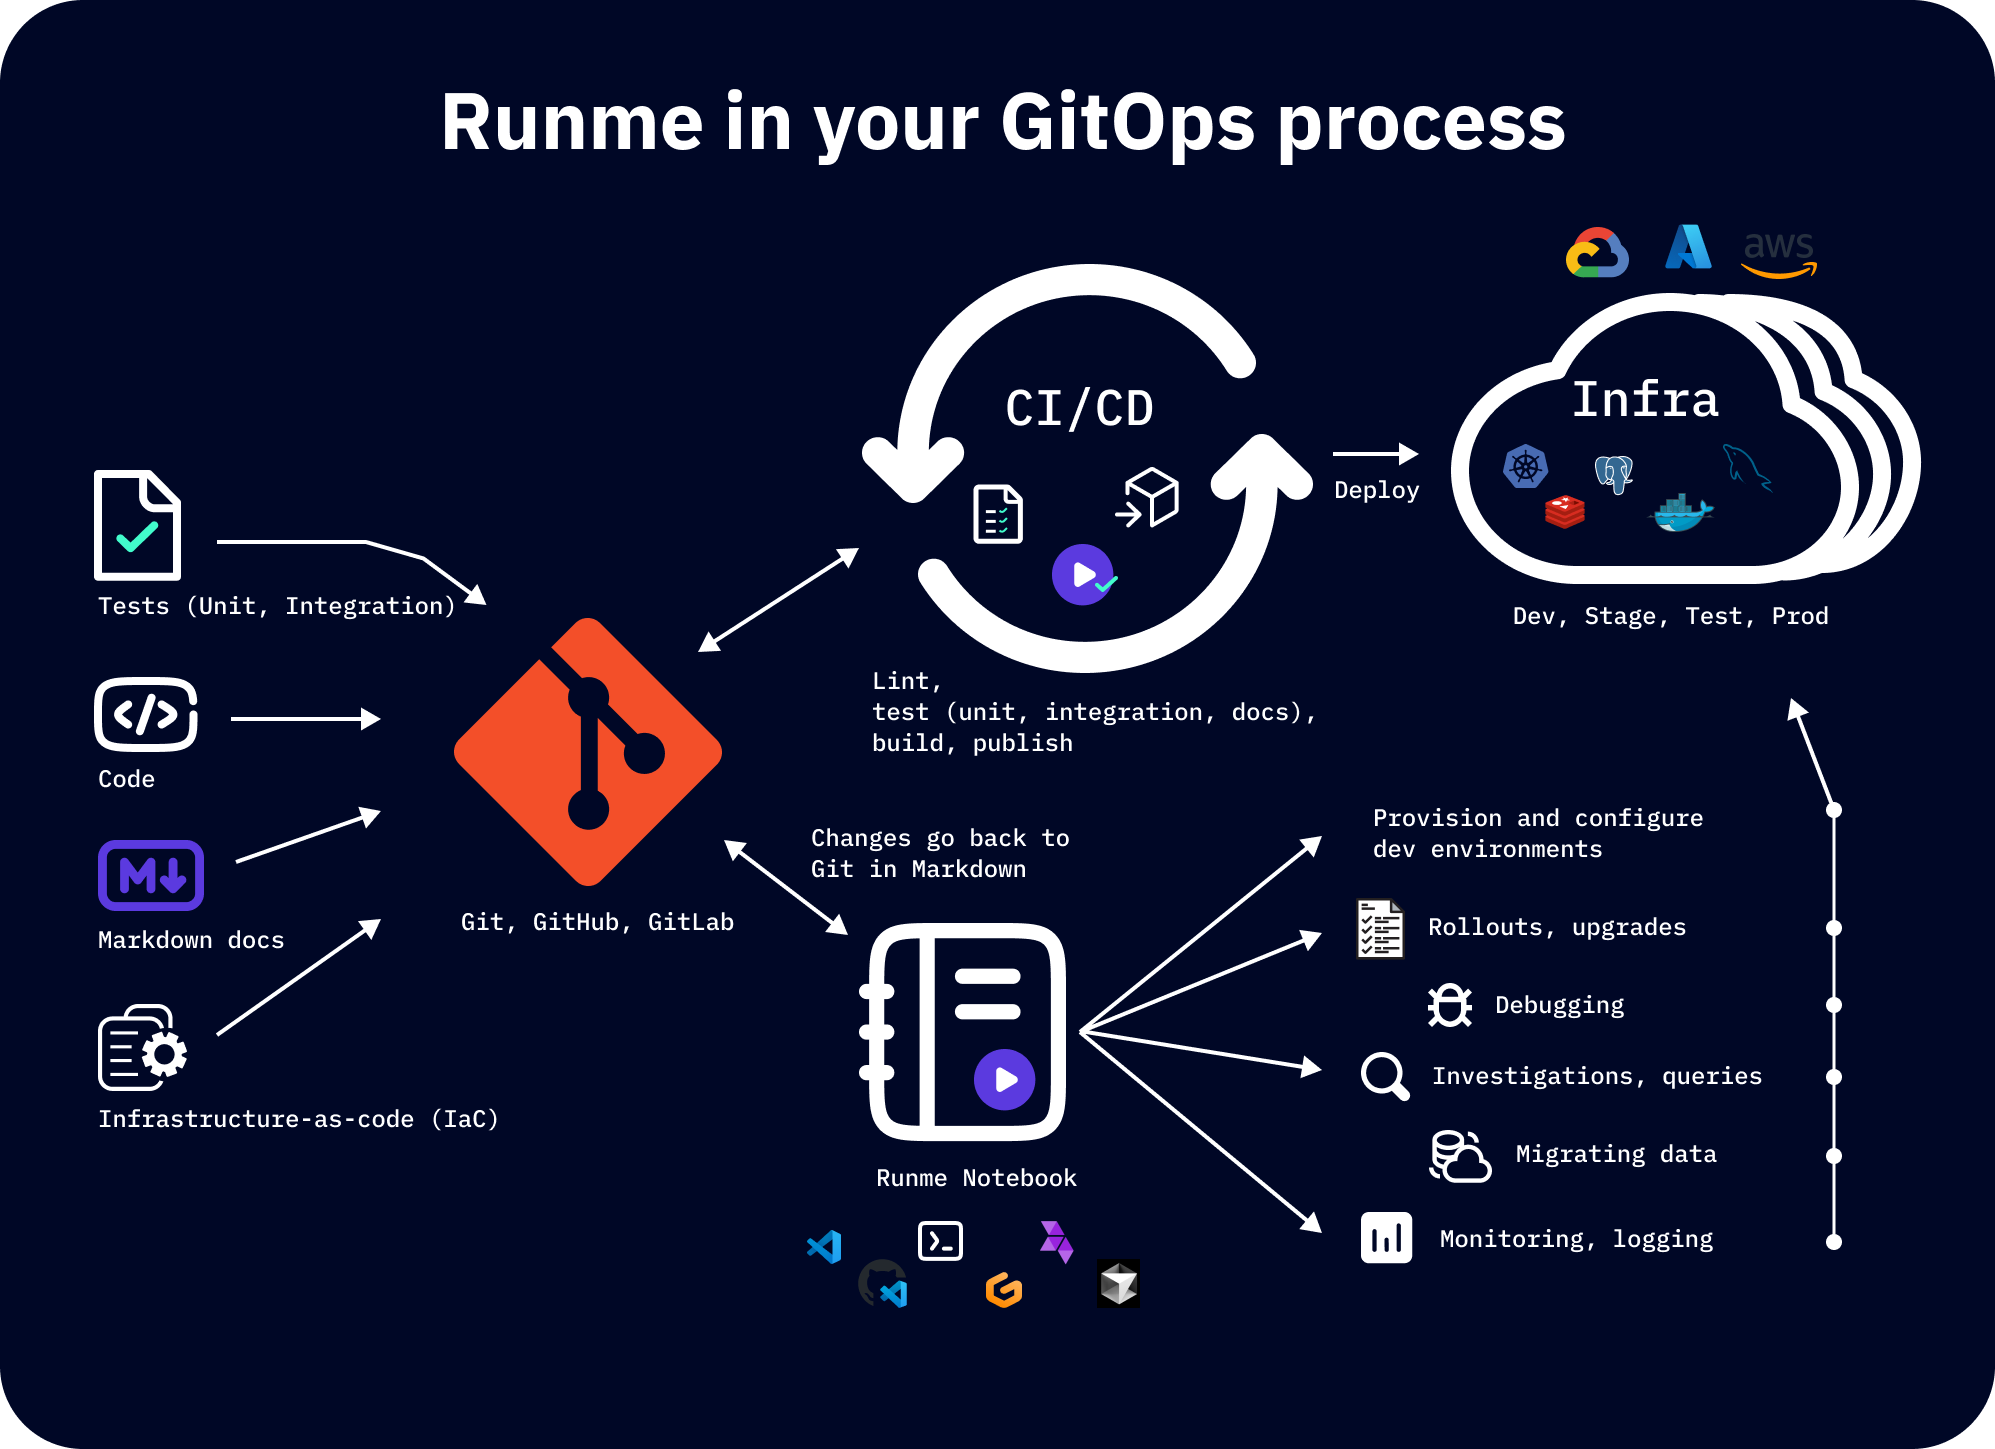 Runme in your GitOps process
aws
CI/CD
Infra
Deploy
Tests (Unit, Integration)
Dev, Stage, Test, Prod
Lint,
test (unit, integration, docs),
build, publish
Code
Changes go back to
Git in Markdown
Provision and configure
dev environments
M
Markdown docs
Git, GitHub, GitLab
Rollouts, upgrades
Debugging
Investigations, queries
Infrastructure-as-code (IaC)
Migrating data
Runme Notebook
Monitoring, logging